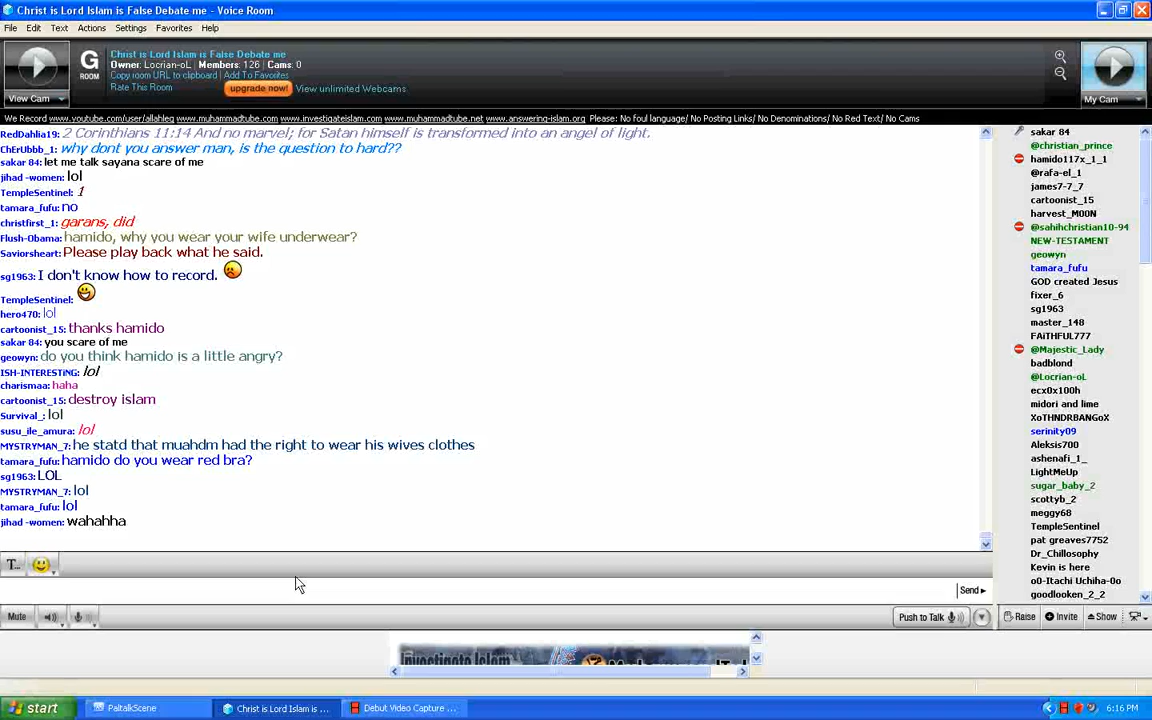 Christ is Lord Islam is False Debate me - Voice Room
File Edit Text Actions Settings Favorites Help
G
ROOM
Christ is Lord Islam is False Debate me
Owner: Locrian-oL | Members: 126 | Cams: 0
Copy room URL to clipboard | Add To Favorites
Rate This Room
upgrade now! View unlimited Webcams
View Cam
My Cam
We Record www.youtube.com/user/allahleg www.muhammadtube.com www.investigateislam.com www.muhammadtube.net www.answering-islam.org Please: No foul language/ No Posting Links/ No Denominations/ No Red Text/ No Cams
RedDahlia19: 2 Corinthians 11:14 And no marvel; for Satan himself is transformed into an angel of light.
ChErUbbb_1: why dont you answer man, is the question to hard??
sakar 84: let me talk sayana scare of me
jihad -women: lol
TempleSentinel: 1
tamara_fufu: no
christfirst_1: garans, did
Flush-Obama: hamido, why you wear your wife underwear?
Saviorsheart: Please play back what he said.
sg1963: I don't know how to record.
TempleSentinel:
hero470: lol
cartoonist_15: thanks hamido
sakar 84: you scare of me
geowyn: do you think hamido is a little angry?
ISH-INTERESTiNG: lol
charismaa: haha
cartoonist_15: destroy islam
Survival_: lol
susu_ile_amura: lol
MYSTRYMAN_7: he statd that muahdm had the right to wear his wives clothes
tamara_fufu: hamido do you wear red bra?
sg1963: LOL
MYSTRYMAN_7: lol
tamara_fufu: lol
jihad -women: wahahha
sakar 84
@christian_prince
hamido117x_1_1
@rafa-el_1
james7-7_7
cartoonist_15
harvest_M00N
@sahihchristian10-94
NEW-TESTAMENT
geowyn
tamara_fufu
GOD created Jesus
fixer_6
sg1963
master_148
FAiTHFUL777
@Majestic_Lady
badblond
@Locrian-oL
ecx0x100h
midori and lime
XoTHNDRBANGoX
serinity09
Aleksis700
ashenafi_1_
LightMeUp
sugar_baby_2
scottyb_2
meggy68
TempleSentinel
pat greaves7752
Dr_Chillosophy
Kevin is here
o0-Itachi Uchiha-0o
goodlooken_2_2
T...
Send
Mute
Push to Talk
Raise Invite Show
Investigate Islam
start
PaltalkScene
Christ is Lord Islam is ...
Debut Video Capture ...
6:16 PM